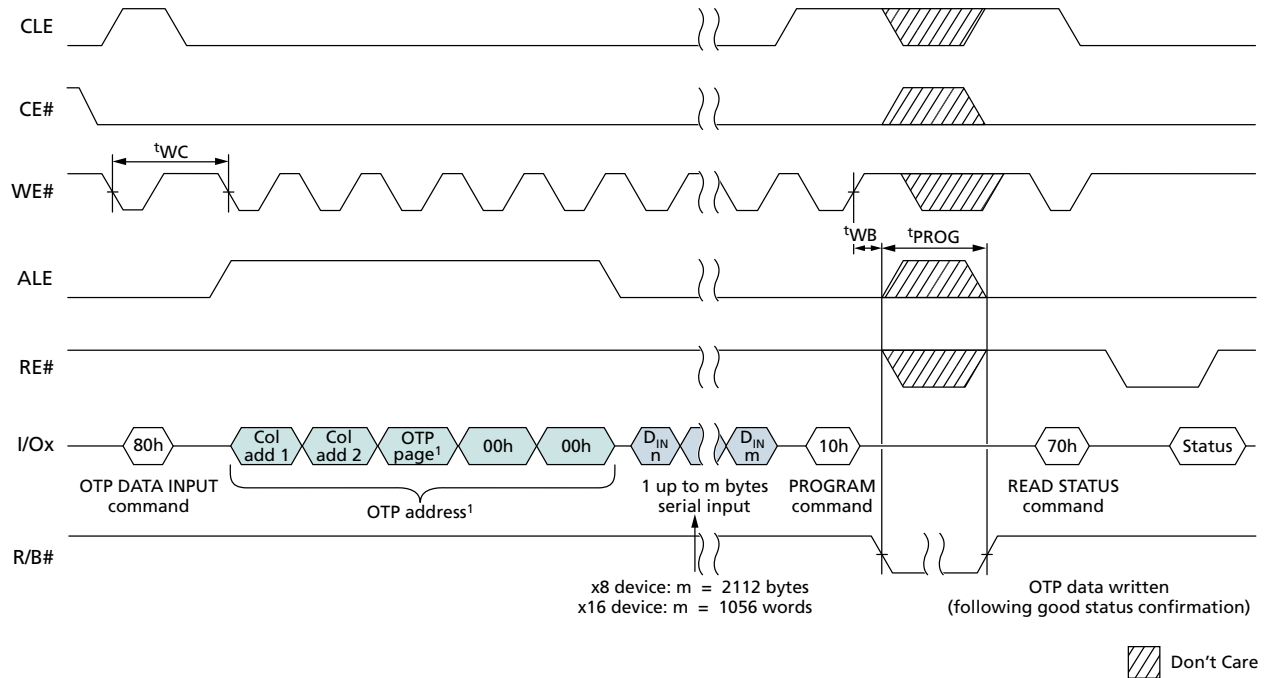 CLE
CE#
tWC
WE#
tWB
tPROG
ALE
RE#
I/Ox
80h
Col
add 1
Col
add 2
OTP
page1
00h
00h
DIN
n
DIN
m
10h
70h
Status
OTP DATA INPUT
command
OTP address1
1 up to m bytes
serial input
PROGRAM
command
READ STATUS
command
R/B#
x8 device: m = 2112 bytes
x16 device: m = 1056 words
OTP data written
(following good status confirmation)
Don't Care